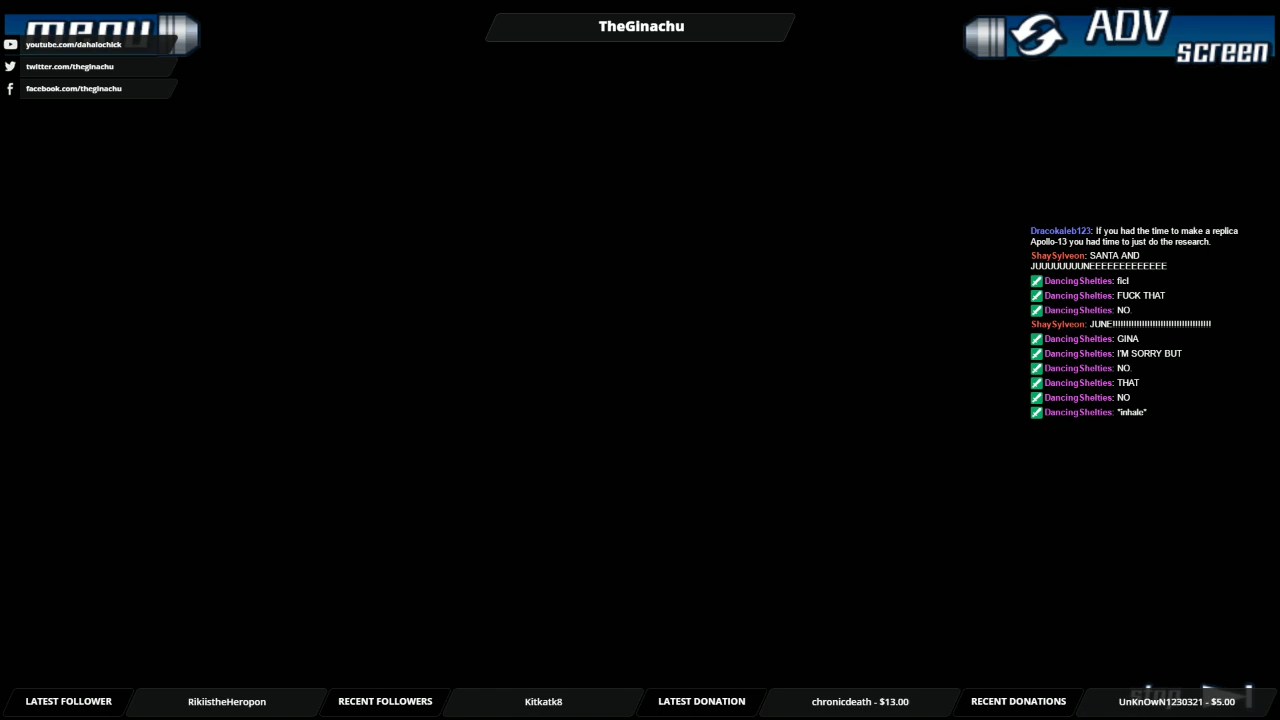 menu
TheGinachu
ADV
screen
youtube.com/dahalochick
twitter.com/theginachu
facebook.com/theginachu
Dracokaleb123: If you had the time to make a replica
Apollo-13 you had time to just do the research.
ShaySylveon: SANTA AND
JUUUUUUUUNEEEEEEEEEEEEE
DancingShelties: ficl
DancingShelties: FUCK THAT
DancingShelties: NO.
ShaySylveon: JUNE!!!!!!!!!!!!!!!!!!!!!!!!!!!!!!!!!!!!!
DancingShelties: GINA
DancingShelties: I'M SORRY BUT
DancingShelties: NO.
DancingShelties: THAT
DancingShelties: NO
DancingShelties: *inhale*
stop
LATEST FOLLOWER RikiistheHeropon RECENT FOLLOWERS Kitkatk8 LATEST DONATION chronicdeath - $13.00 RECENT DONATIONS UnKnOwN1230321 - $5.00